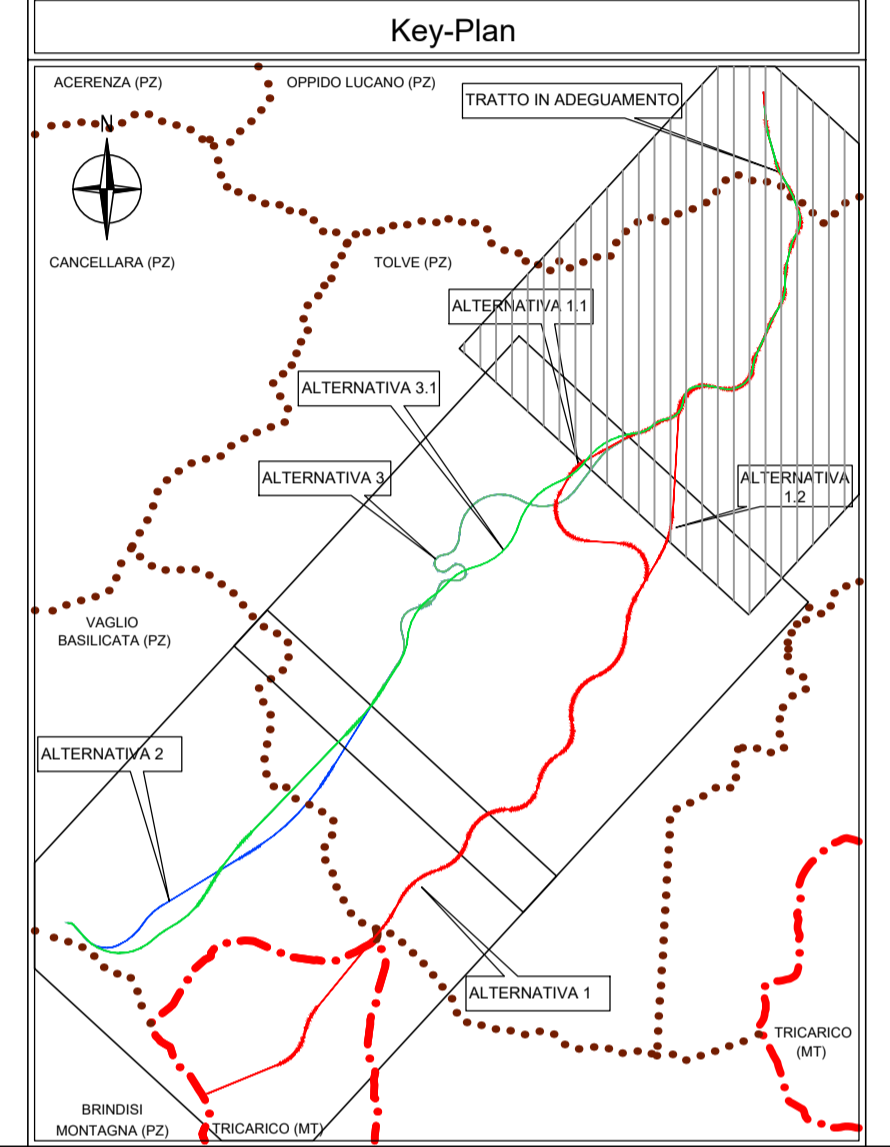 Key-Plan
ACERENZA (PZ)
OPPIDO LUCANO (PZ)
TRATTO IN ADEGUAMENTO
N
CANCELLARA (PZ)
TOLVE (PZ)
ALTERNATIVA 1.1
ALTERNATIVA 3.1
ALTERNATIVA 3
ALTERNATIVA
1.2
VAGLIO
BASILICATA (PZ)
ALTERNATIVA 2
ALTERNATIVA 1
TRICARICO
(MT)
BRINDISI
MONTAGNA (PZ)
TRICARICO (MT)